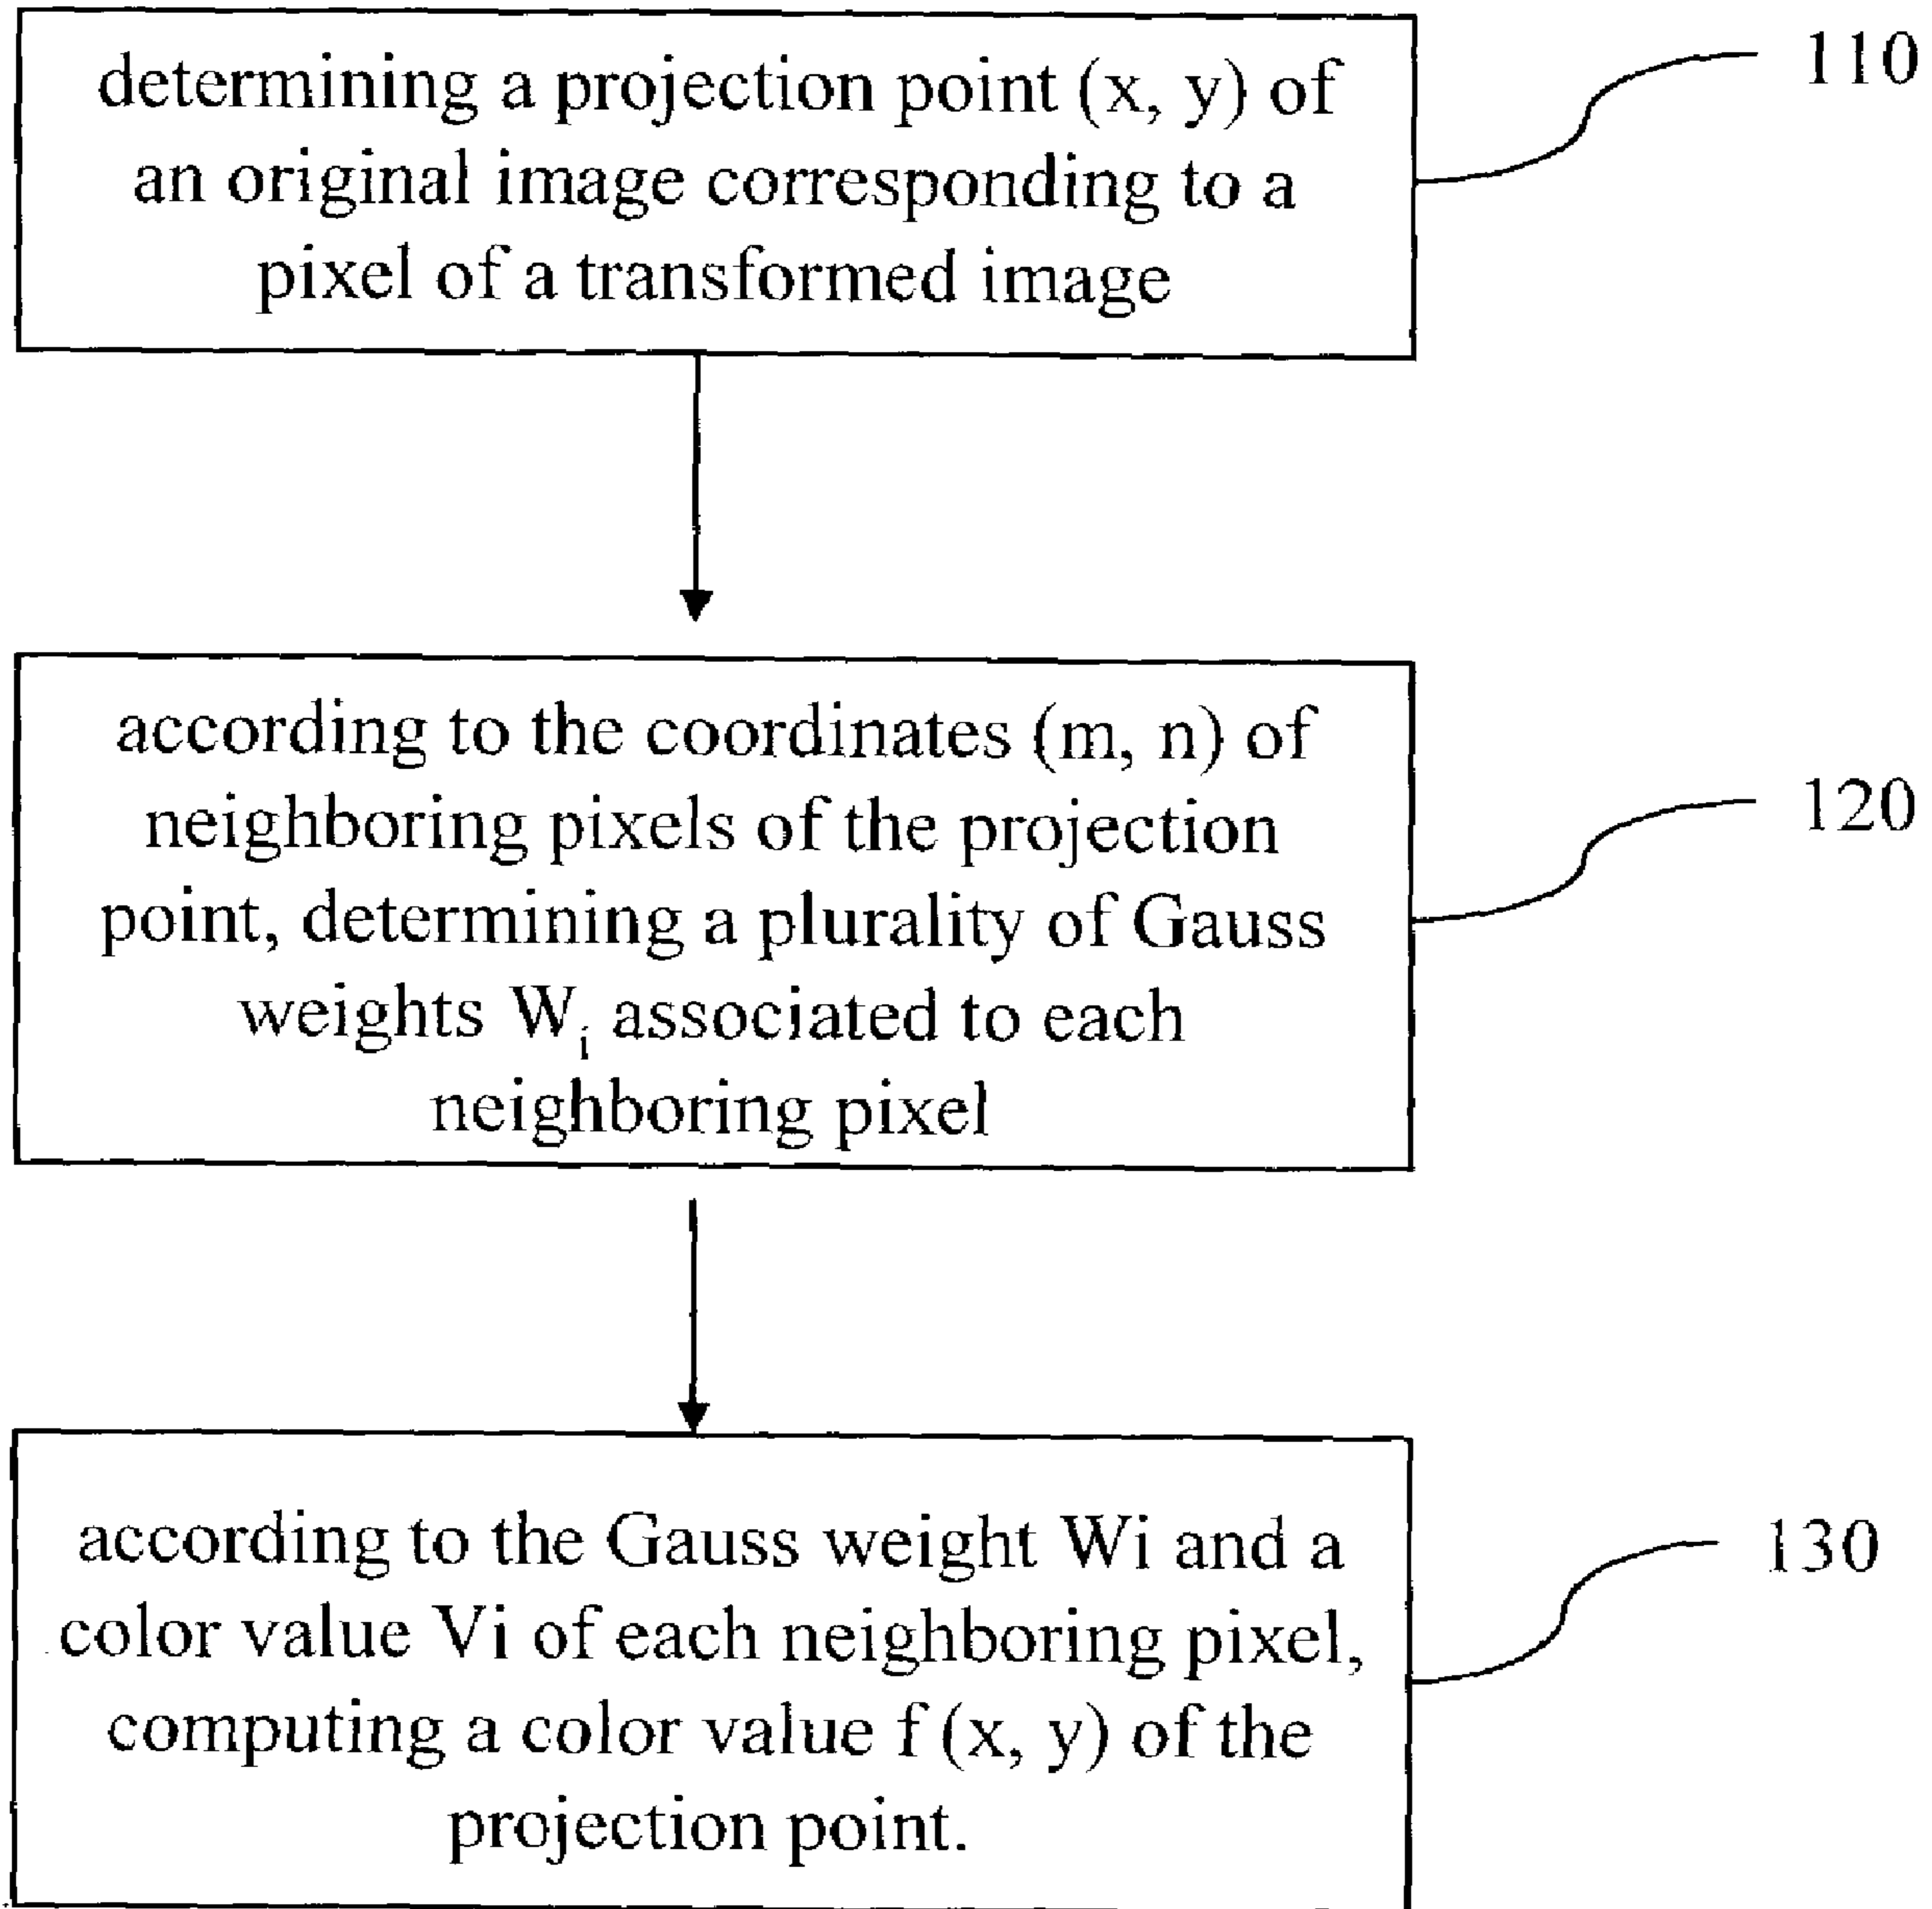 determining a projection point (x, y) of
an original image corresponding to a
pixel of a transformed image
110
according to the coordinates (m, n) of
neighboring pixels of the projection
point, determining a plurality of Gauss
weights Wᵢ associated to each
neighboring pixel
120
according to the Gauss weight Wi and a
color value Vi of each neighboring pixel,
computing a color value f (x, y) of the
projection point.
130